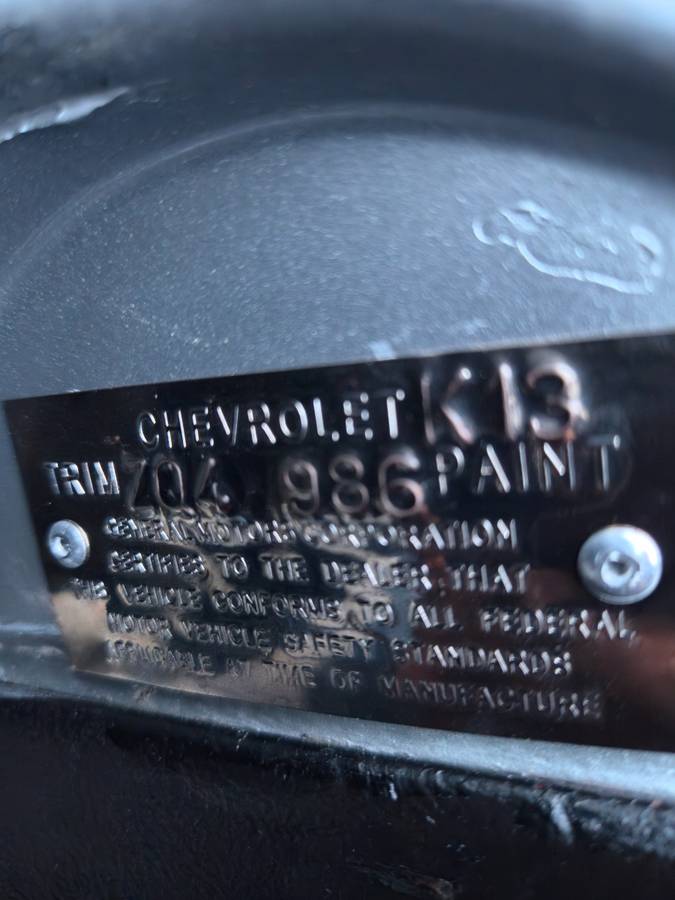 CHEVROLET K13
TRIM ZQ4 986 PAINT
GENERAL MOTORS CORPORATION
CERTIFIES TO THE DEALER THAT
THIS VEHICLE CONFORMS TO ALL FEDERAL
MOTOR VEHICLE SAFETY STANDARDS
APPLICABLE AT TIME OF MANUFACTURE